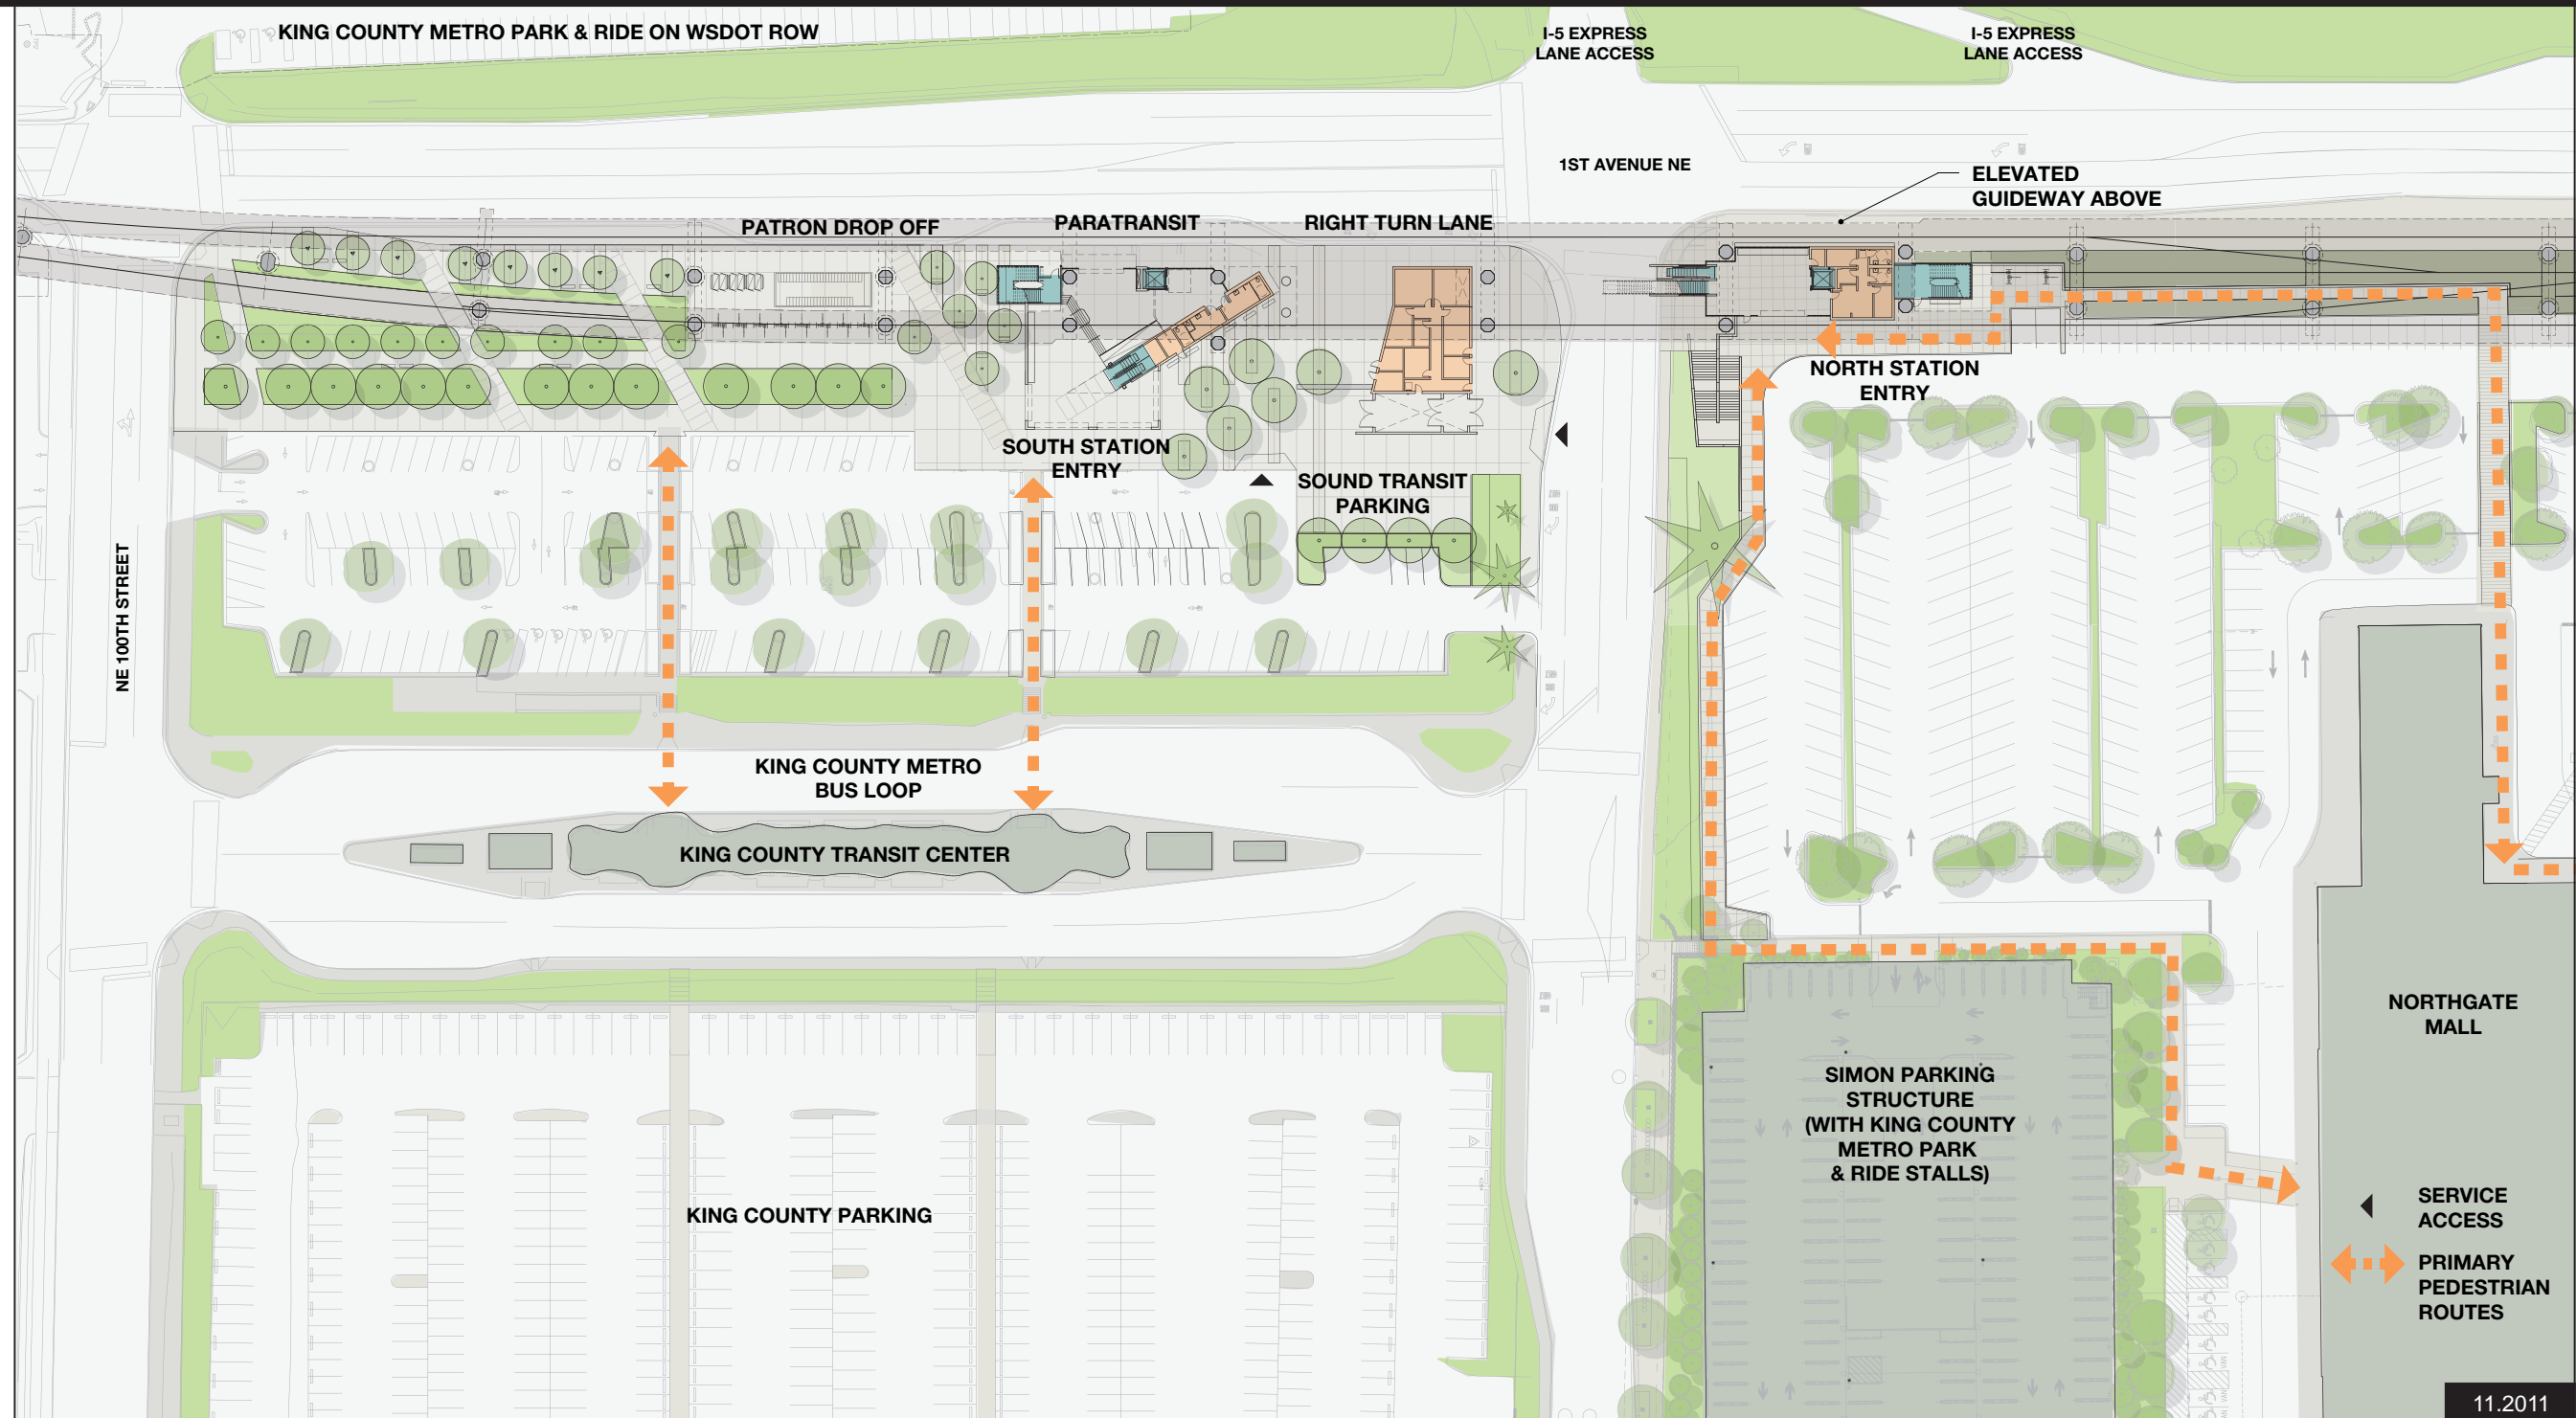 KING COUNTY METRO PARK & RIDE ON WSDOT ROW
I-5 EXPRESS
LANE ACCESS
I-5 EXPRESS
LANE ACCESS
1ST AVENUE NE
ELEVATED
GUIDEWAY ABOVE
PATRON DROP OFF
PARATRANSIT
RIGHT TURN LANE
NORTH STATION
ENTRY
SOUTH STATION
ENTRY
SOUND TRANSIT
PARKING
NE 100TH STREET
KING COUNTY METRO
BUS LOOP
KING COUNTY TRANSIT CENTER
NORTHGATE
MALL
SIMON PARKING
STRUCTURE
(WITH KING COUNTY
METRO PARK
& RIDE STALLS)
KING COUNTY PARKING
SERVICE
ACCESS
PRIMARY
PEDESTRIAN
ROUTES
11.2011